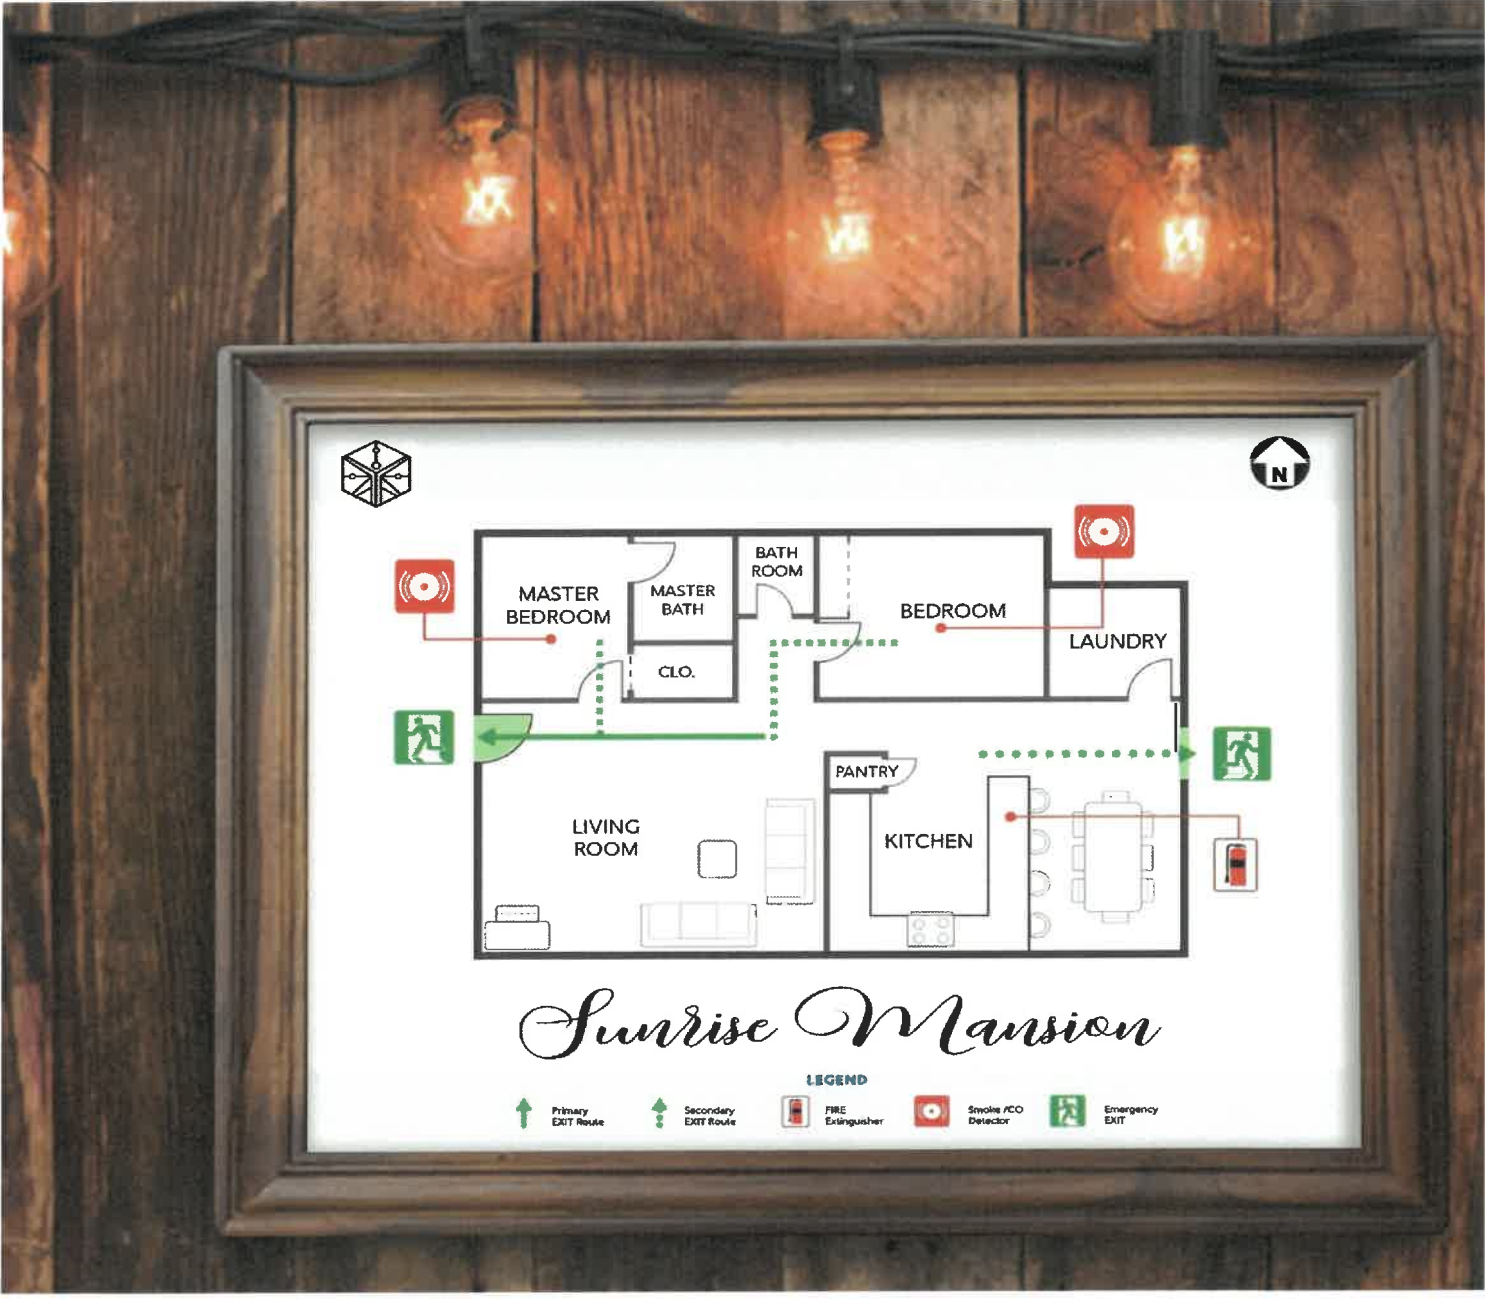 N
BATH
ROOM
MASTER
BEDROOM
MASTER
BATH
BEDROOM
LAUNDRY
CLO.
PANTRY
LIVING
ROOM
KITCHEN
Sunrise Mansion
LEGEND
Primary
EXIT Route
Secondary
EXIT Route
FIRE
Extinguisher
Smoke /CO
Detector
Emergency
EXIT